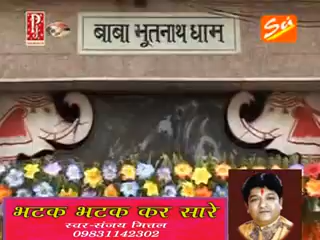 बाबा भुतनाथ धाम
भटक भटक कर सारे
स्वर-संजय मित्तल
09831142302